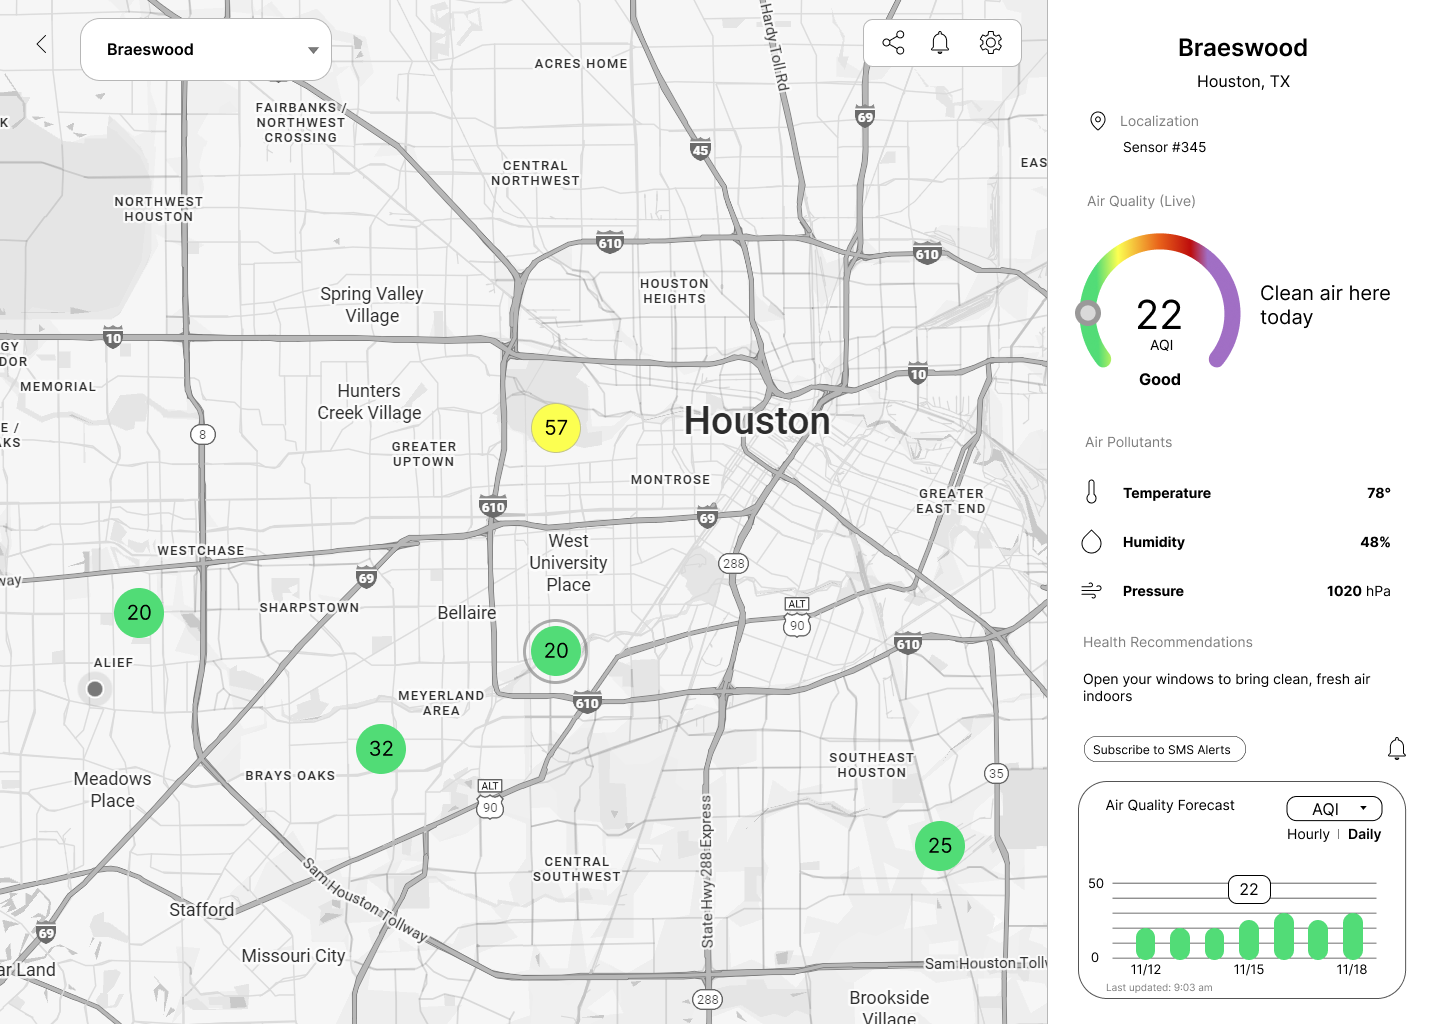 Braeswood
ACRES HOME
Hardy Toll Rd
FAIRBANKS /
NORTHWEST
CROSSING
69
45
CENTRAL
NORTHWEST
EAS
K
NORTHWEST
HOUSTON
610
610
HOUSTON
HEIGHTS
Spring Valley
Village
10
GY
DOR
MEMORIAL
10
Hunters
Creek Village
Houston
57
E /
AKS
8
GREATER
UPTOWN
MONTROSE
GREATER
EAST END
610
69
WESTCHASE
West
University
Place
288
way
69
20
SHARPSTOWN
Bellaire
ALT
90
610
20
ALIEF
MEYERLAND
AREA
610
32
SOUTHEAST
HOUSTON
35
Meadows
Place
BRAYS OAKS
ALT
90
State Hwy 288 Express
25
CENTRAL
SOUTHWEST
Sam Houston Tollway
Stafford
69
Missouri City
ar Land
Sam Houston Tollw
288
Brookside
Village
Braeswood
Houston, TX
Localization
Sensor #345
Air Quality (Live)
22
AQI
Good
Clean air here
today
Air Pollutants
Temperature 78°
Humidity 48%
Pressure 1020 hPa
Health Recommendations
Open your windows to bring clean, fresh air
indoors
Subscribe to SMS Alerts
Air Quality Forecast
AQI
Hourly | Daily
50
22
0
11/12 11/15 11/18
Last updated: 9:03 am